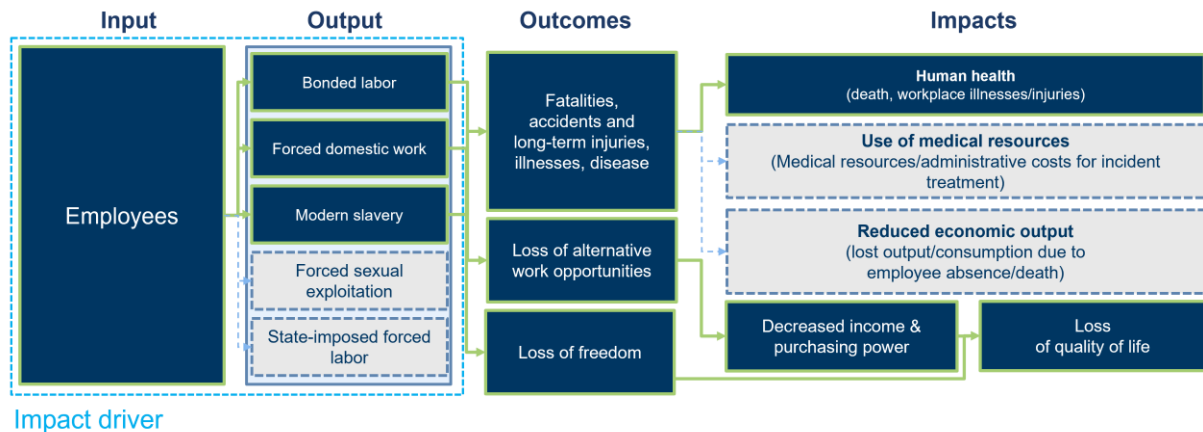 Input
Output
Outcomes
Impacts
Employees
Bonded labor
Forced domestic work
Modern slavery
Forced sexual
exploitation
State-imposed forced
labor
Fatalities,
accidents and
long-term injuries,
illnesses, disease
Loss of alternative
work opportunities
Loss of freedom
Human health
(death, workplace illnesses/injuries)
Use of medical resources
(Medical resources/administrative costs for incident
treatment)
Reduced economic output
(lost output/consumption due to
employee absence/death)
Decreased income &
purchasing power
Loss
of quality of life
Impact driver